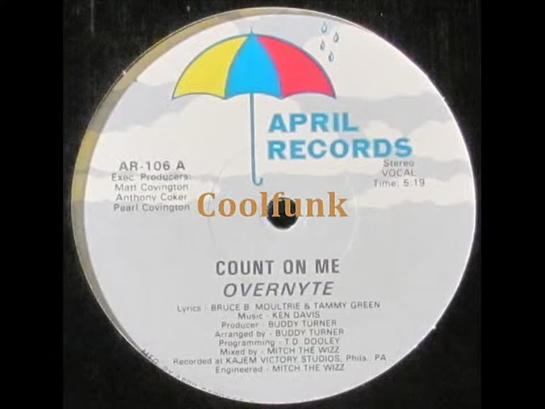 APRIL
RECORDS
AR-106 A
Exec. Producers:
Matt Covington
Anthony Coker
Pearl Covington
Stereo
VOCAL
Time: 5:19
Coolfunk
COUNT ON ME
OVERNYTE
Lyrics - BRUCE B. MOULTRIE & TAMMY GREEN
Music - KEN DAVIS
Producer - BUDDY TURNER
Arranged by - BUDDY TURNER
Programming - T.D. DOOLEY
Mixed by - MITCH THE WIZZ
Recorded at KAJEM VICTORY STUDIOS, Phils. PA
Engineered - MITCH THE WIZZ